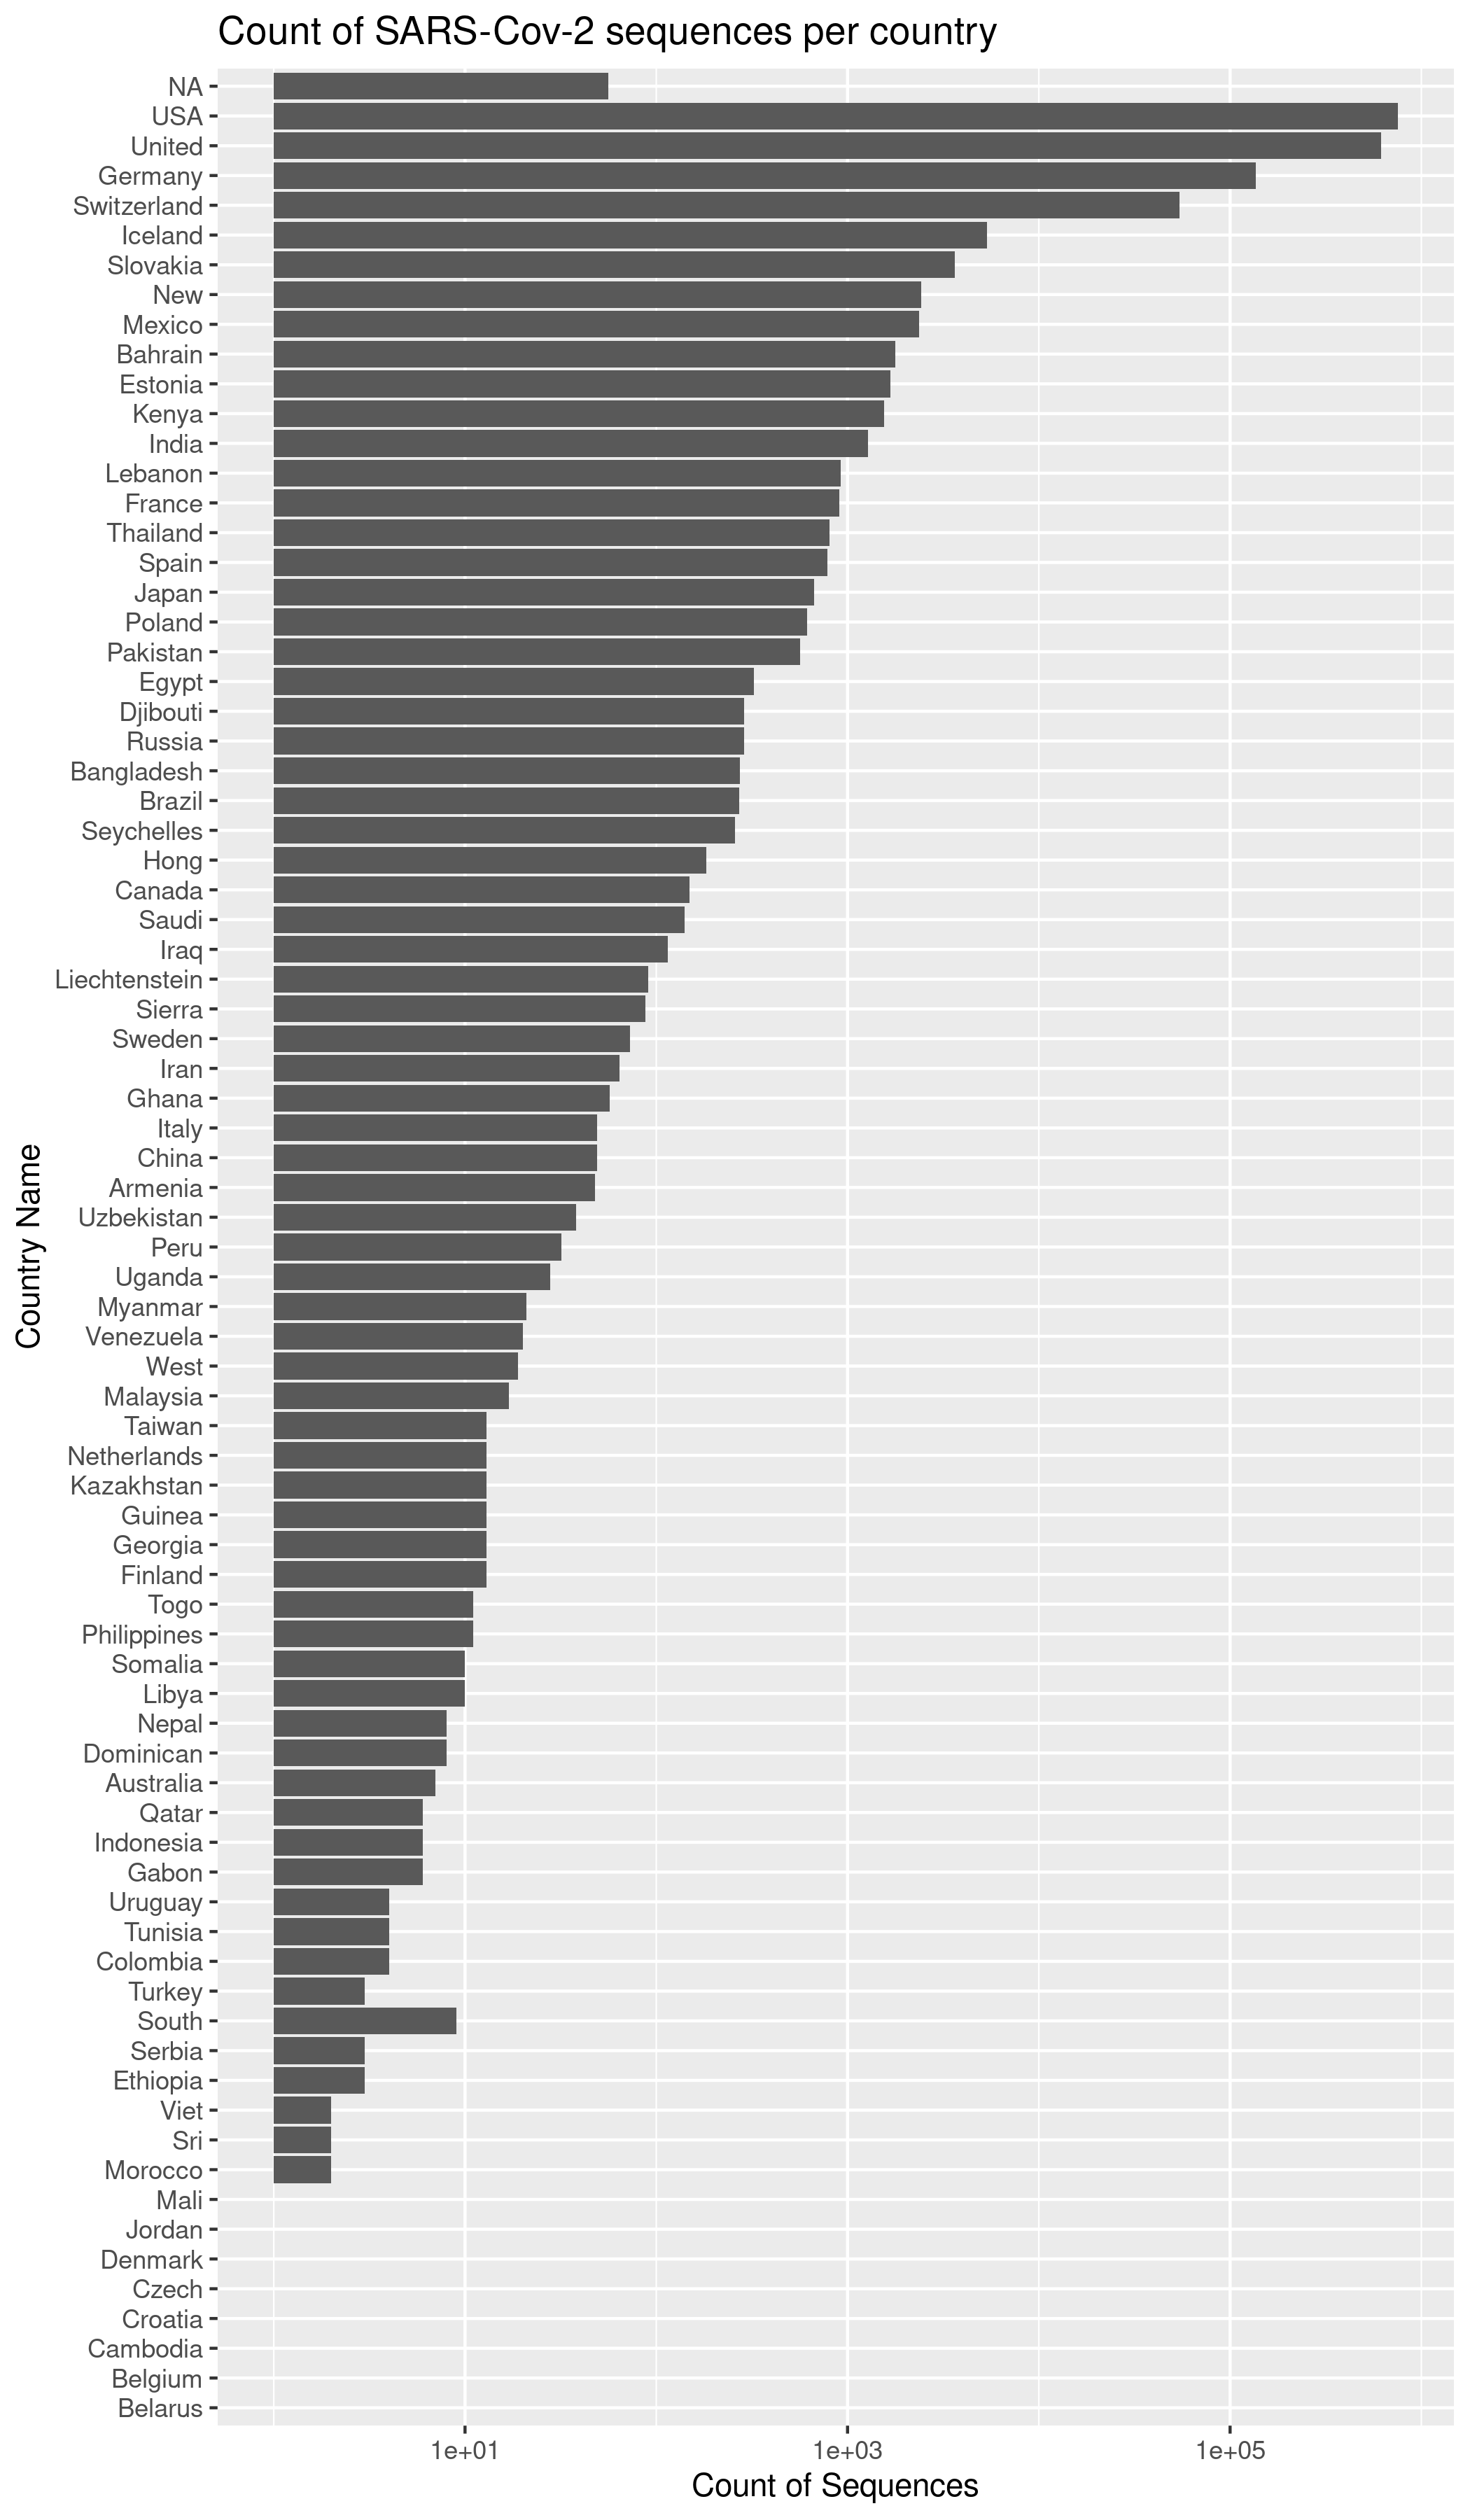 Count of SARS-Cov-2 sequences per country
NA
USA
United
Germany
Switzerland
Iceland
Slovakia
New
Mexico
Bahrain
Estonia
Kenya
India
Lebanon
France
Thailand
Spain
Japan
Poland
Pakistan
Egypt
Djibouti
Russia
Bangladesh
Brazil
Seychelles
Hong
Canada
Saudi
Iraq
Liechtenstein
Sierra
Sweden
Iran
Ghana
Italy
China
Armenia
Uzbekistan
Peru
Uganda
Myanmar
Venezuela
West
Malaysia
Taiwan
Netherlands
Kazakhstan
Guinea
Georgia
Finland
Togo
Philippines
Somalia
Libya
Nepal
Dominican
Australia
Qatar
Indonesia
Gabon
Uruguay
Tunisia
Colombia
Turkey
South
Serbia
Ethiopia
Viet
Sri
Morocco
Mali
Jordan
Denmark
Czech
Croatia
Cambodia
Belgium
Belarus
Country Name
1e+01 1e+03 1e+05
Count of Sequences